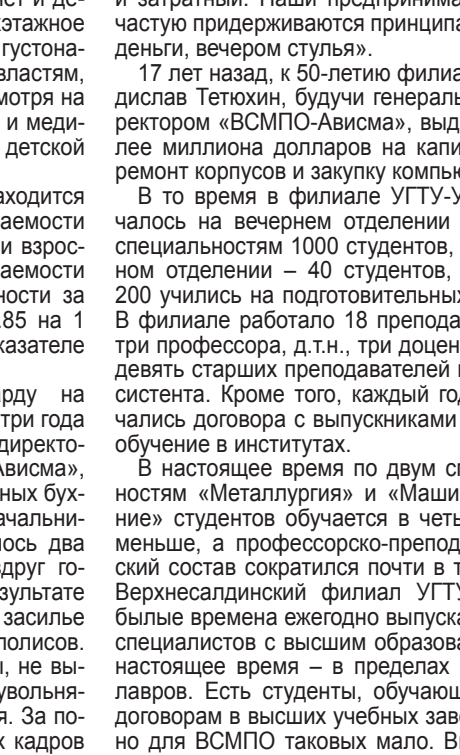 нет и де-
хэтажное
густона-
властям,
мотря на
и меди-
детской
аходится
аемости
и взрос-
аемости
ности за
.85 на 1
казателе
рду на
три года
директо-
Ависма»,
ных бух-
ачальни-
лось два
вдруг го-
зультате
засилье
полисов.
ы, не вы-
увольня-
я. За по-
х кадров
и затратный. Наши предпринима
частую придерживаются принципа
деньги, вечером стулья».
17 лет назад, к 50-летию филиа
дислав Тетюхин, будучи генераль
ректором «ВСМПО-Ависма», выд
лее миллиона долларов на капи
ремонт корпусов и закупку компью
В то время в филиале УГТУ-У
чалось на вечернем отделении
специальностям 1000 студентов,
ном отделении – 40 студентов,
200 учились на подготовительных
В филиале работало 18 препода
три профессора, д.т.н., три доцен
девять старших преподавателей
систента. Кроме того, каждый го
чались договора с выпускниками
обучение в институтах.
В настоящее время по двум сп
ностям «Металлургия» и «Маши
ние» студентов обучается в четы
меньше, а профессорско-препод
ский состав сократился почти в т
Верхнесалдинский филиал УГТУ
былые времена ежегодно выпуска
специалистов с высшим образова
настоящее время – в пределах
лавров. Есть студенты, обучающ
договорам в высших учебных заве
но для ВСМПО таковых мало. В